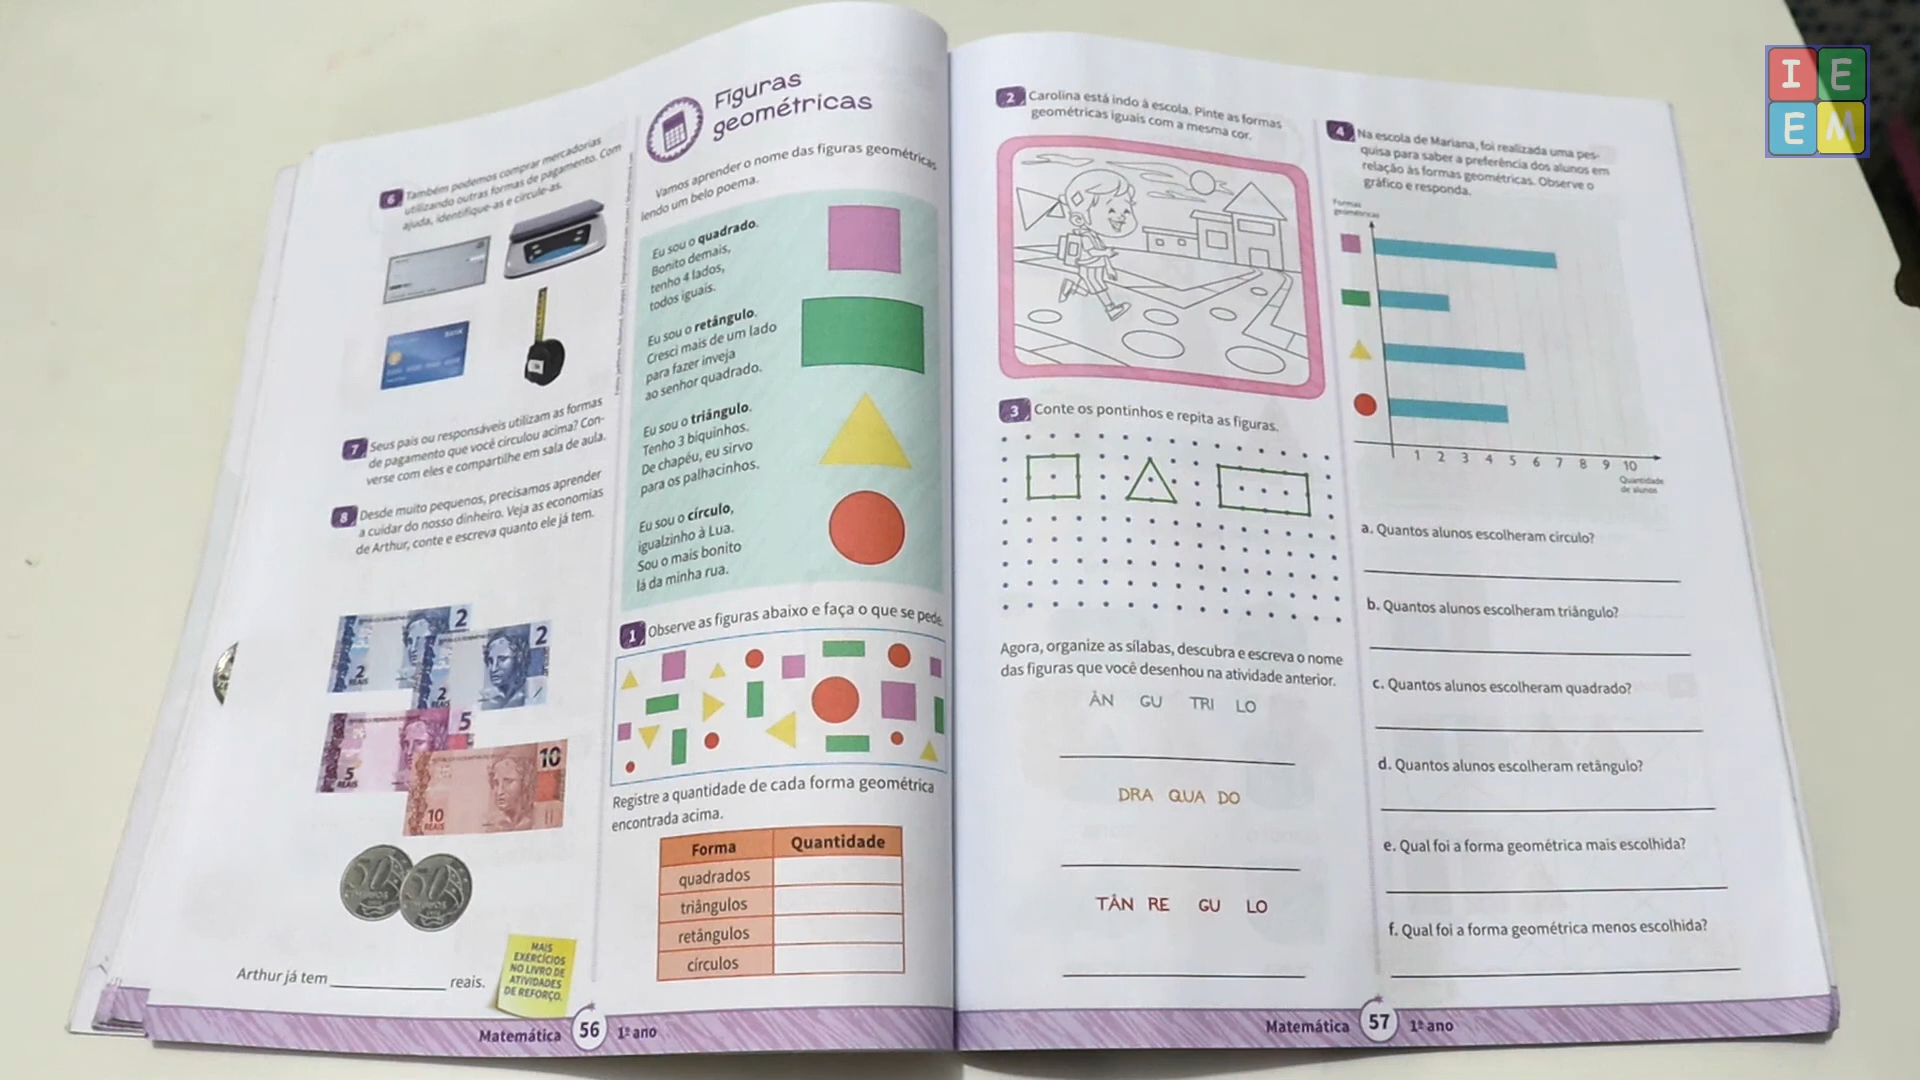 6 Também podemos comprar mercadorias
utilizando outras formas de pagamento. Com
ajuda, identifique-as e circule-as.
7 Seus pais ou responsáveis utilizam as formas
de pagamento que você circulou acima? Con-
verse com eles e compartilhe em sala de aula.
8 Desde muito pequenos, precisamos aprender
a cuidar do nosso dinheiro. Veja as economias
de Arthur, conte e escreva quanto ele já tem.
2
2
2
REAIS
2
5
5
REAIS
10
10
REAIS
50
50
Arthur já tem ____________ reais.
MAIS
EXERCÍCIOS
NO LIVRO DE
ATIVIDADES
DE REFORÇO.
Matemática 56 1º ano
Figuras
geométricas
Vamos aprender o nome das figuras geométricas
lendo um belo poema.
Eu sou o quadrado.
Bonito demais,
tenho 4 lados,
todos iguais.
Eu sou o retângulo.
Cresci mais de um lado
para fazer inveja
ao senhor quadrado.
Eu sou o triângulo.
Tenho 3 biquinhos.
De chapéu, eu sirvo
para os palhacinhos.
Eu sou o círculo,
igualzinho à Lua.
Sou o mais bonito
lá da minha rua.
1 Observe as figuras abaixo e faça o que se pede.
Registre a quantidade de cada forma geométrica
encontrada acima.
Forma Quantidade
quadrados
triângulos
retângulos
círculos
2 Carolina está indo à escola. Pinte as formas
geométricas iguais com a mesma cor.
3 Conte os pontinhos e repita as figuras.
Agora, organize as sílabas, descubra e escreva o nome
das figuras que você desenhou na atividade anterior.
ÂN GU TRI LO
DRA QUA DO
TÂN RE GU LO
4 Na escola de Mariana, foi realizada uma pes-
quisa para saber a preferência dos alunos em
relação às formas geométricas. Observe o
gráfico e responda.
Formas
geométricas
1 2 3 4 5 6 7 8 9 10
Quantidade
de alunos
a. Quantos alunos escolheram círculo?
b. Quantos alunos escolheram triângulo?
c. Quantos alunos escolheram quadrado?
d. Quantos alunos escolheram retângulo?
e. Qual foi a forma geométrica mais escolhida?
f. Qual foi a forma geométrica menos escolhida?
Matemática 57 1º ano
I E
E M